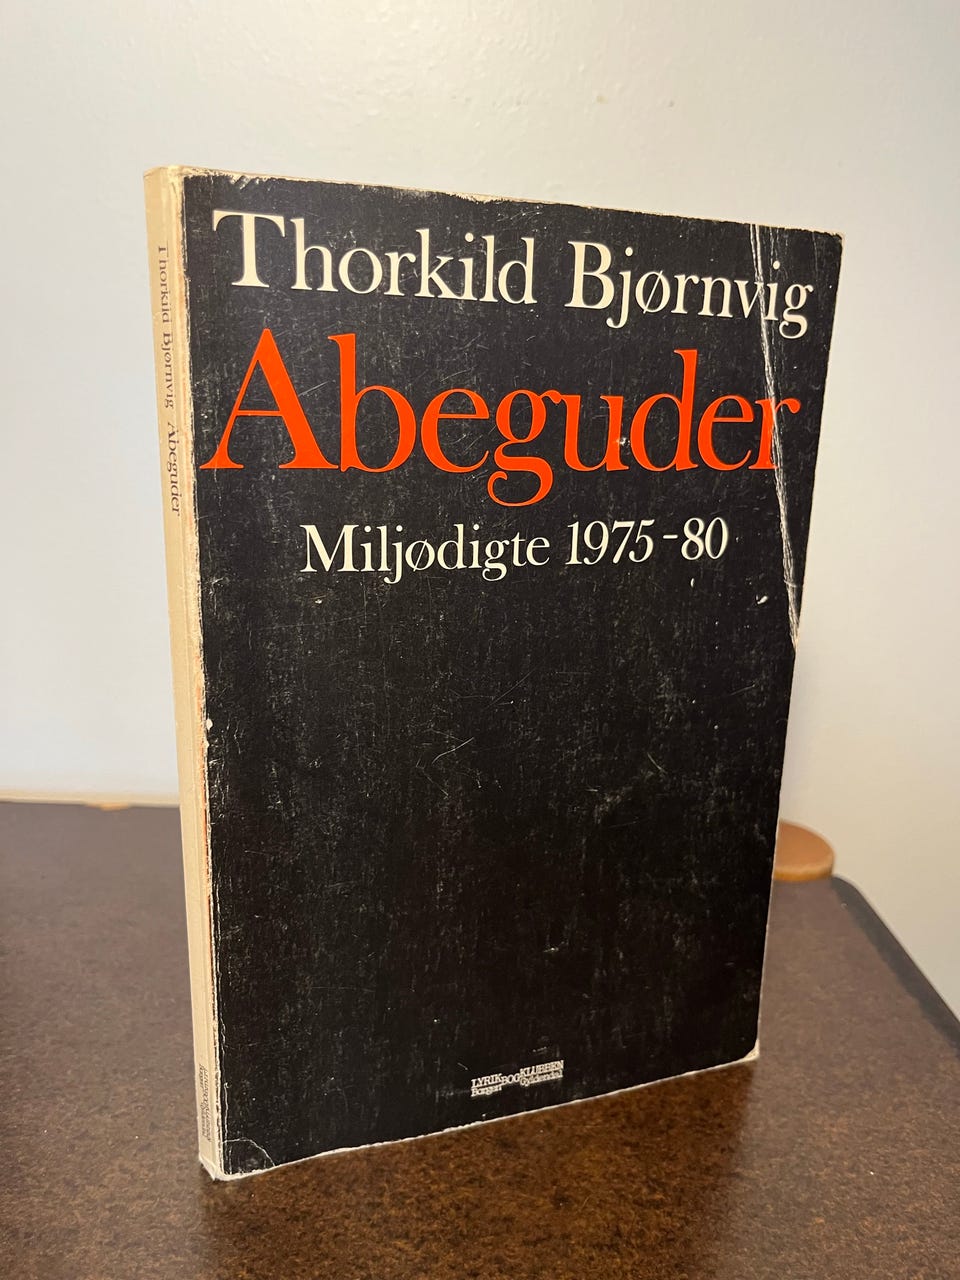 Thorkild Bjørnvig
Abeguder
Miljødigte 1975-80
LYRIKBOGKLUBBEN
Borgen Gyldendal
Thorkild Bjørnvig Abeguder